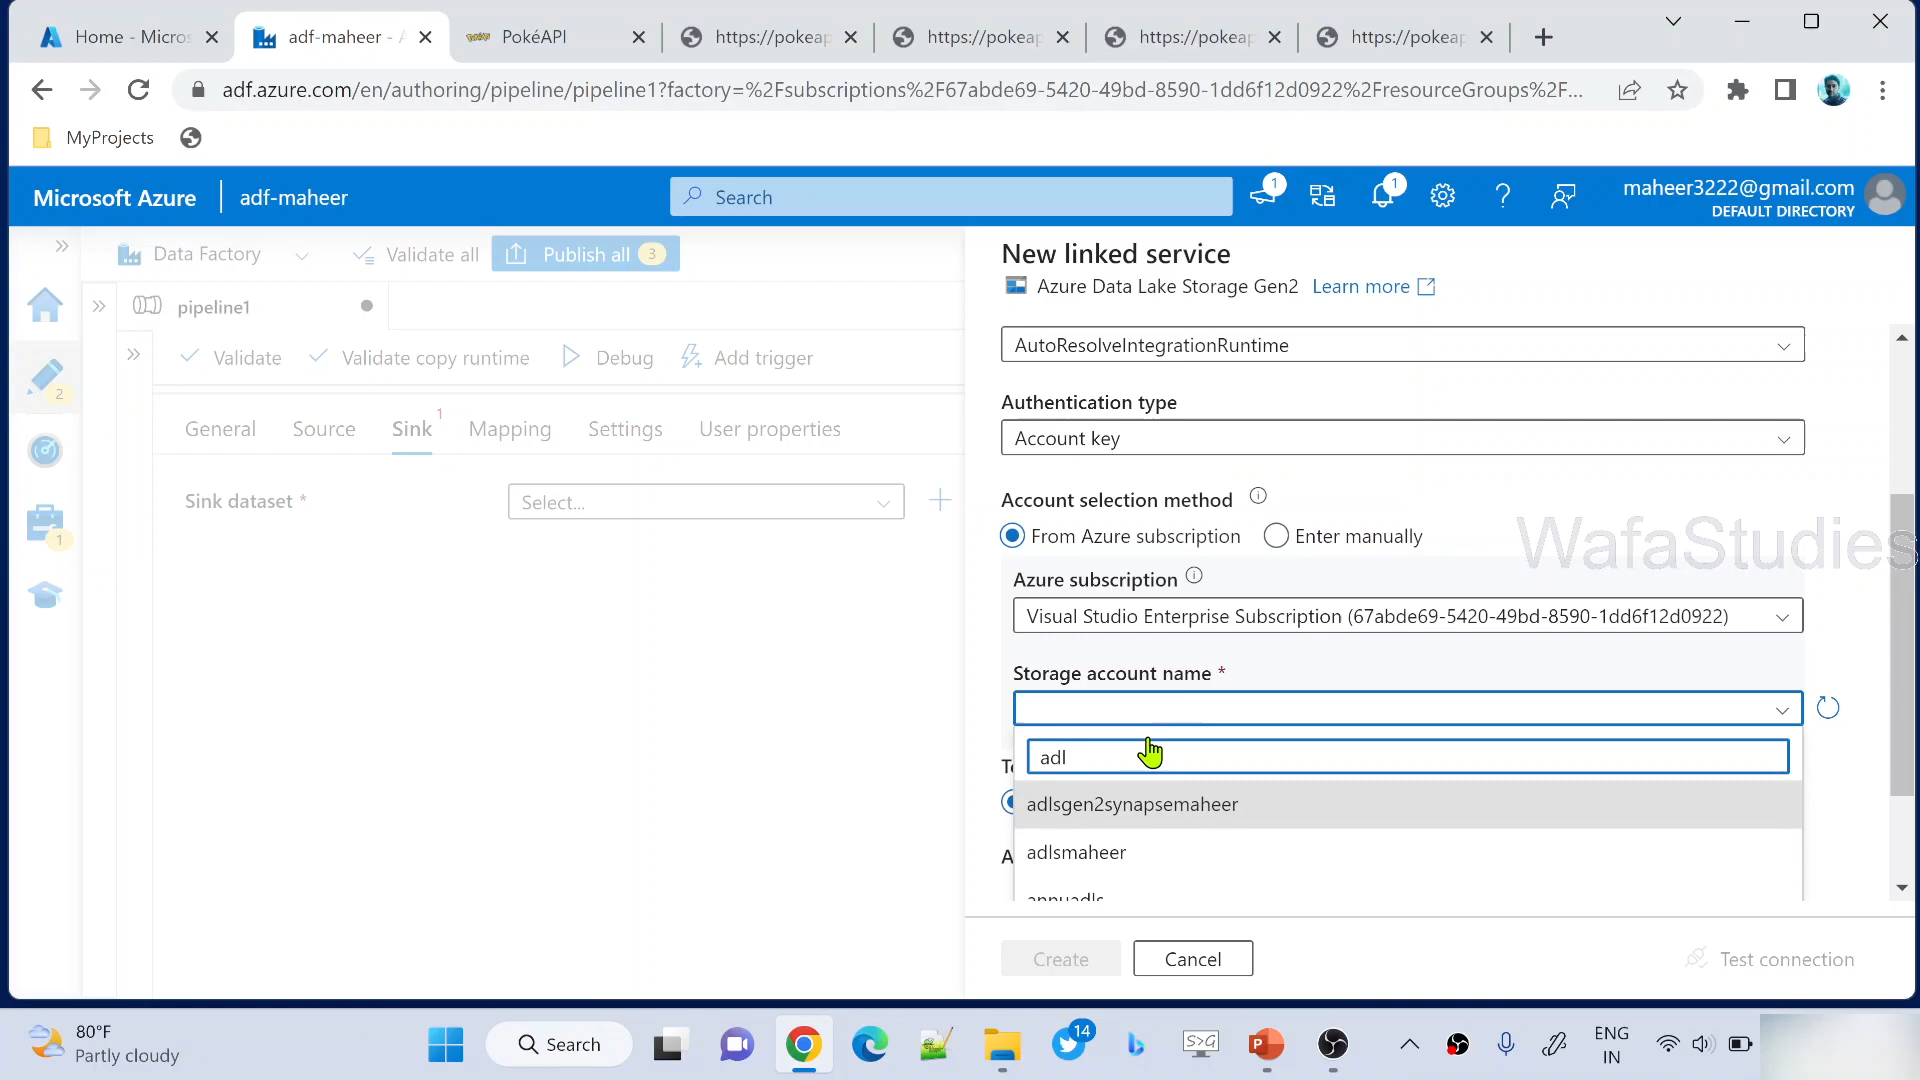 Home - Micros
adf-maheer - A
PokéAPI
https://pokeap
https://pokeap
https://pokeap
https://pokeap
adf.azure.com/en/authoring/pipeline/pipeline1?factory=%2Fsubscriptions%2F67abde69-5420-49bd-8590-1dd6f12d0922%2FresourceGroups%2F...
MyProjects
Microsoft Azure
adf-maheer
Search
1
1
maheer3222@gmail.com
DEFAULT DIRECTORY
Data Factory
Validate all
Publish all 3
pipeline1
Validate
Validate copy runtime
Debug
Add trigger
2
1
General
Source
Sink 1
Mapping
Settings
User properties
Sink dataset *
Select...
New linked service
Azure Data Lake Storage Gen2 Learn more
AutoResolveIntegrationRuntime
Authentication type
Account key
Account selection method
From Azure subscription
Enter manually
WafaStudies
Azure subscription
Visual Studio Enterprise Subscription (67abde69-5420-49bd-8590-1dd6f12d0922)
Storage account name *
adl
adlsgen2synapsemaheer
adlsmaheer
annuadls
Create
Cancel
Test connection
80°F
Partly cloudy
Search
14
S>G
ENG
IN